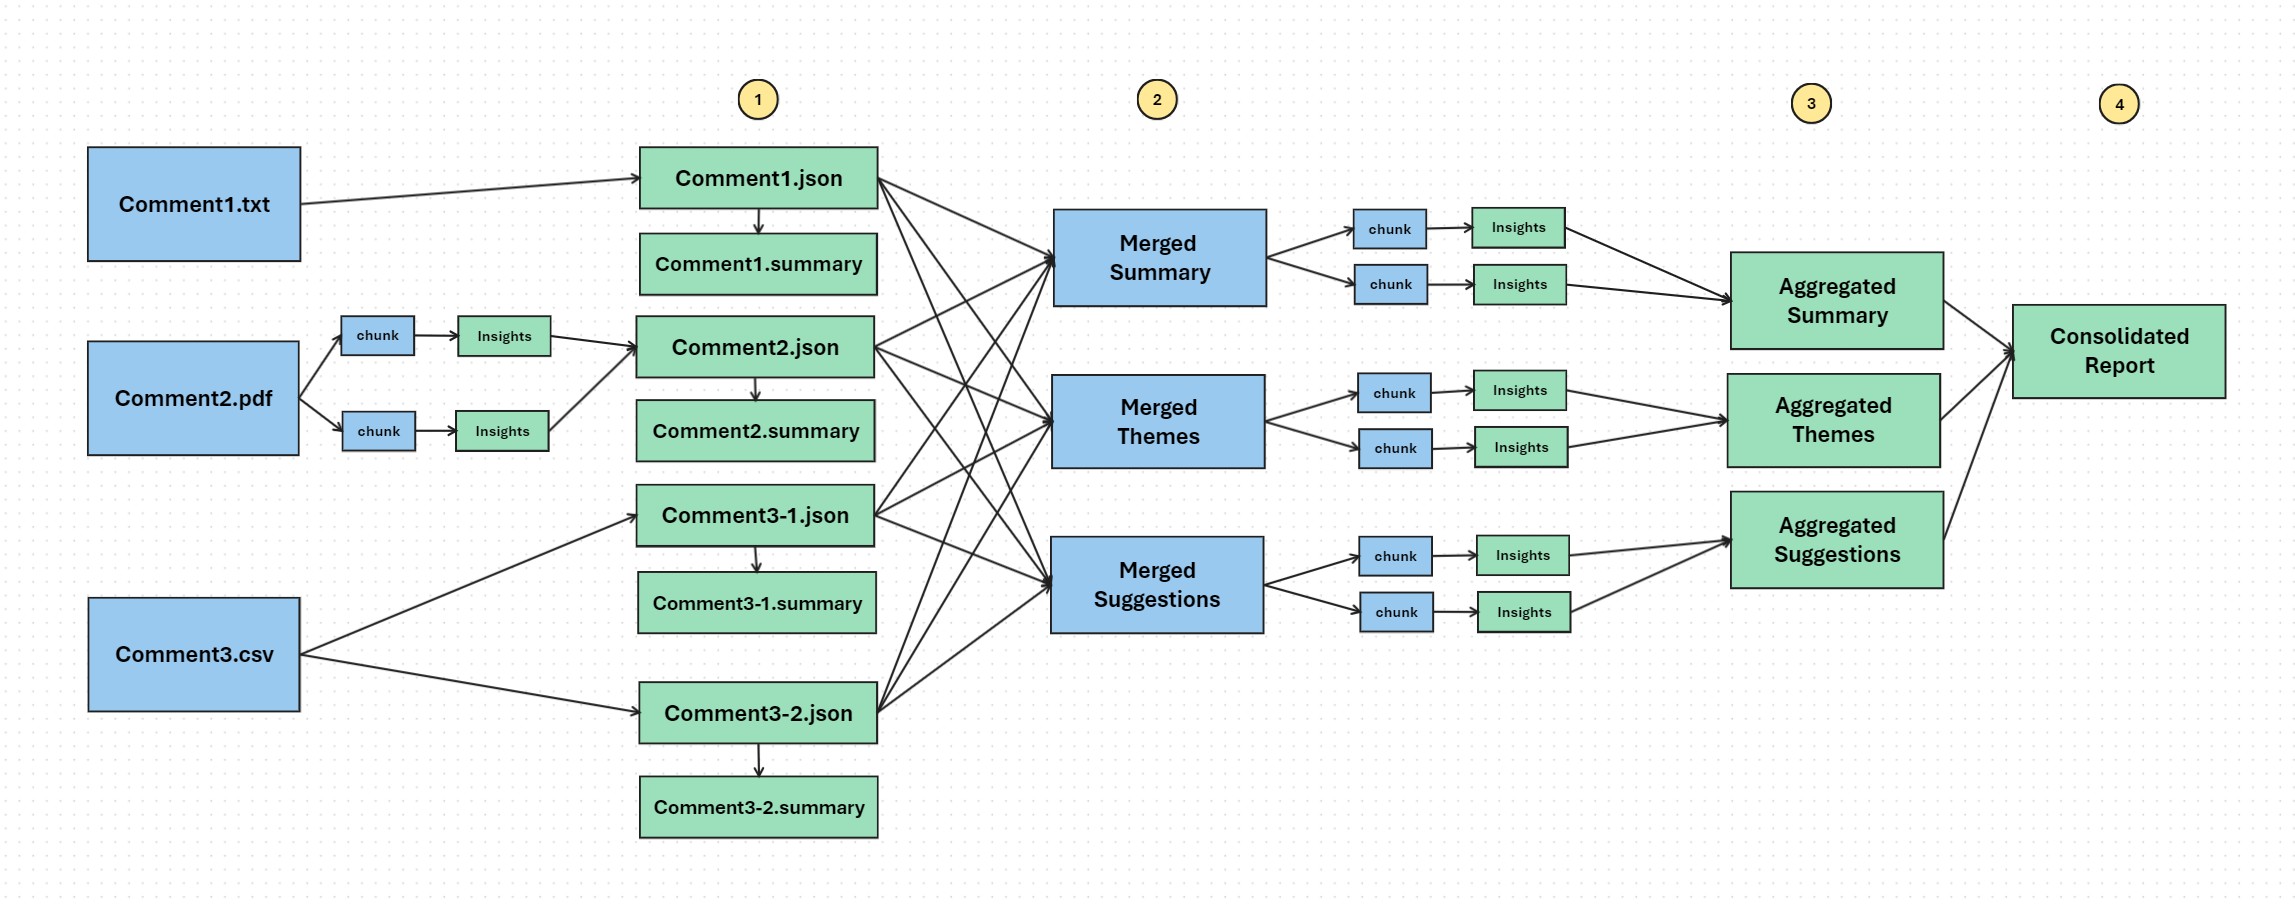 1
2
3
4
Comment1.txt
Comment1.json
Comment1.summary
Comment2.pdf
chunk
Insights
chunk
Insights
Comment2.json
Comment2.summary
Comment3.csv
Comment3-1.json
Comment3-1.summary
Comment3-2.json
Comment3-2.summary
Merged
Summary
chunk
Insights
chunk
Insights
Merged
Themes
chunk
Insights
chunk
Insights
Merged
Suggestions
chunk
Insights
chunk
Insights
Aggregated
Summary
Aggregated
Themes
Aggregated
Suggestions
Consolidated
Report